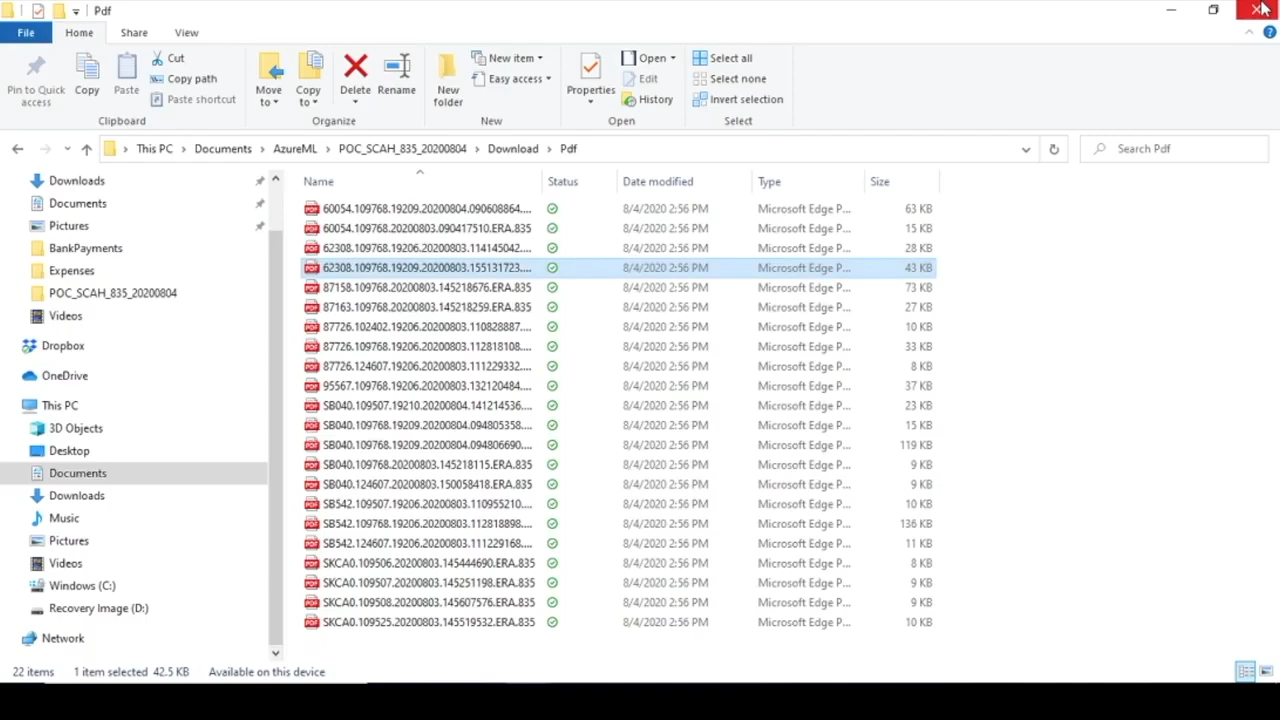 Pdf
File Home Share View
Pin to Quick access
Copy
Paste
Cut
Copy path
Paste shortcut
Move to
Copy to
Delete
Rename
New folder
New item
Easy access
Properties
Open
Edit
History
Select all
Select none
Invert selection
Clipboard Organize New Open Select
This PC Documents AzureML POC_SCAH_835_20200804 Download Pdf
Search Pdf
Downloads
Documents
Pictures
BankPayments
Expenses
POC_SCAH_835_20200804
Videos
Dropbox
OneDrive
This PC
3D Objects
Desktop
Documents
Downloads
Music
Pictures
Videos
Windows (C:)
Recovery Image (D:)
Network
Name Status Date modified Type Size
60054.109768.19209.20200804.090608864.... 8/4/2020 2:56 PM Microsoft Edge P... 63 KB
60054.109768.20200803.090417510.ERA.835 8/4/2020 2:56 PM Microsoft Edge P... 15 KB
62308.109768.19206.20200803.114145042.... 8/4/2020 2:56 PM Microsoft Edge P... 28 KB
62308.109768.19209.20200803.155131723.... 8/4/2020 2:56 PM Microsoft Edge P... 43 KB
87158.109768.20200803.145218676.ERA.835 8/4/2020 2:56 PM Microsoft Edge P... 73 KB
87163.109768.20200803.145218259.ERA.835 8/4/2020 2:56 PM Microsoft Edge P... 27 KB
87726.102402.19206.20200803.110828887.... 8/4/2020 2:56 PM Microsoft Edge P... 10 KB
87726.109768.19206.20200803.112818108.... 8/4/2020 2:56 PM Microsoft Edge P... 33 KB
87726.124607.19206.20200803.111229332.... 8/4/2020 2:56 PM Microsoft Edge P... 8 KB
95567.109768.19206.20200803.132120484.... 8/4/2020 2:56 PM Microsoft Edge P... 37 KB
SB040.109507.19210.20200804.141214536.... 8/4/2020 2:56 PM Microsoft Edge P... 23 KB
SB040.109768.19209.20200804.094805358.... 8/4/2020 2:56 PM Microsoft Edge P... 15 KB
SB040.109768.19209.20200804.094806690.... 8/4/2020 2:56 PM Microsoft Edge P... 119 KB
SB040.109768.20200803.145218115.ERA.835 8/4/2020 2:56 PM Microsoft Edge P... 9 KB
SB040.124607.20200803.150058418.ERA.835 8/4/2020 2:56 PM Microsoft Edge P... 9 KB
SB542.109507.19206.20200803.110955210.... 8/4/2020 2:56 PM Microsoft Edge P... 10 KB
SB542.109768.19206.20200803.112818898.... 8/4/2020 2:56 PM Microsoft Edge P... 136 KB
SB542.124607.19206.20200803.111229168.... 8/4/2020 2:56 PM Microsoft Edge P... 11 KB
SKCA0.109506.20200803.145444690.ERA.835 8/4/2020 2:56 PM Microsoft Edge P... 8 KB
SKCA0.109507.20200803.145251198.ERA.835 8/4/2020 2:56 PM Microsoft Edge P... 9 KB
SKCA0.109508.20200803.145607576.ERA.835 8/4/2020 2:56 PM Microsoft Edge P... 9 KB
SKCA0.109525.20200803.145519532.ERA.835 8/4/2020 2:56 PM Microsoft Edge P... 10 KB
22 items 1 item selected 42.5 KB Available on this device